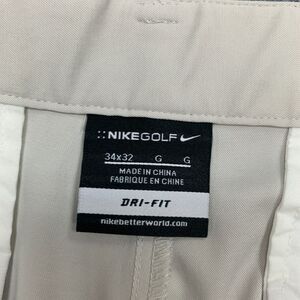 NIKEGOLF
34x32 G G
MADE IN CHINA
FABRIQUE EN CHINE
DRI-FIT
nikebetterworld.com